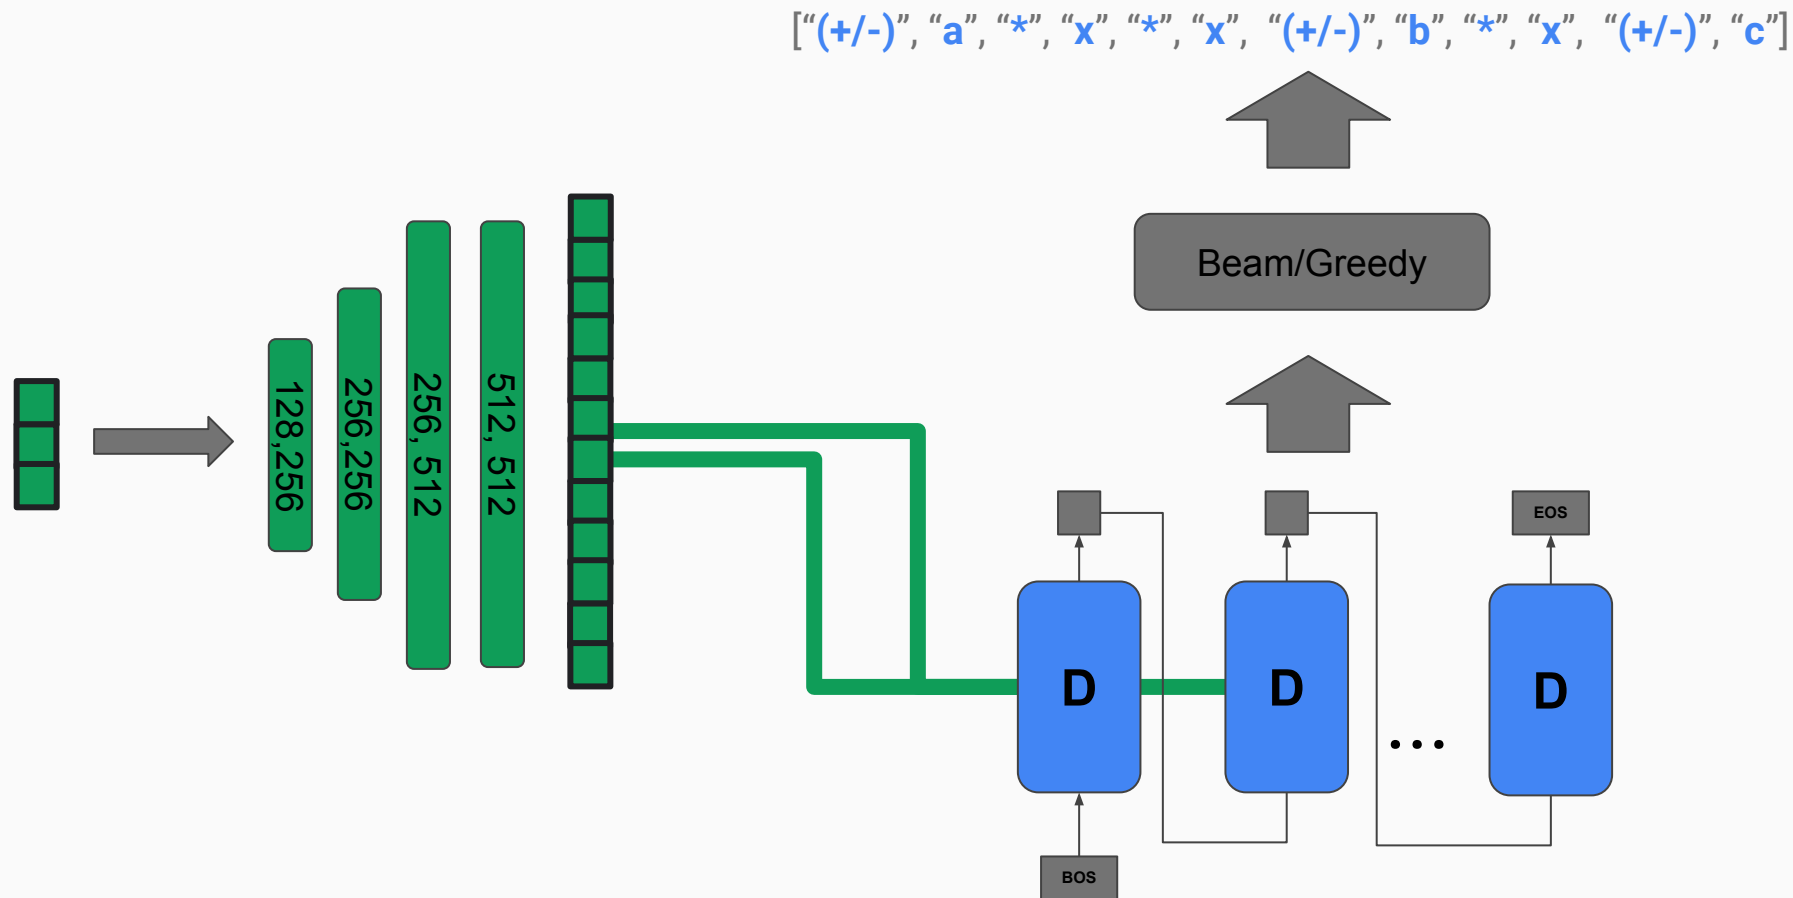 [“(+/-)”, “a”, “*”, “x”, “*”, “x”, “(+/-)”, “b”, “*”, “x”, “(+/-)”, “c”]
Beam/Greedy
128,256
256,256
256, 512
512, 512
EOS
D
D
D
...
BOS